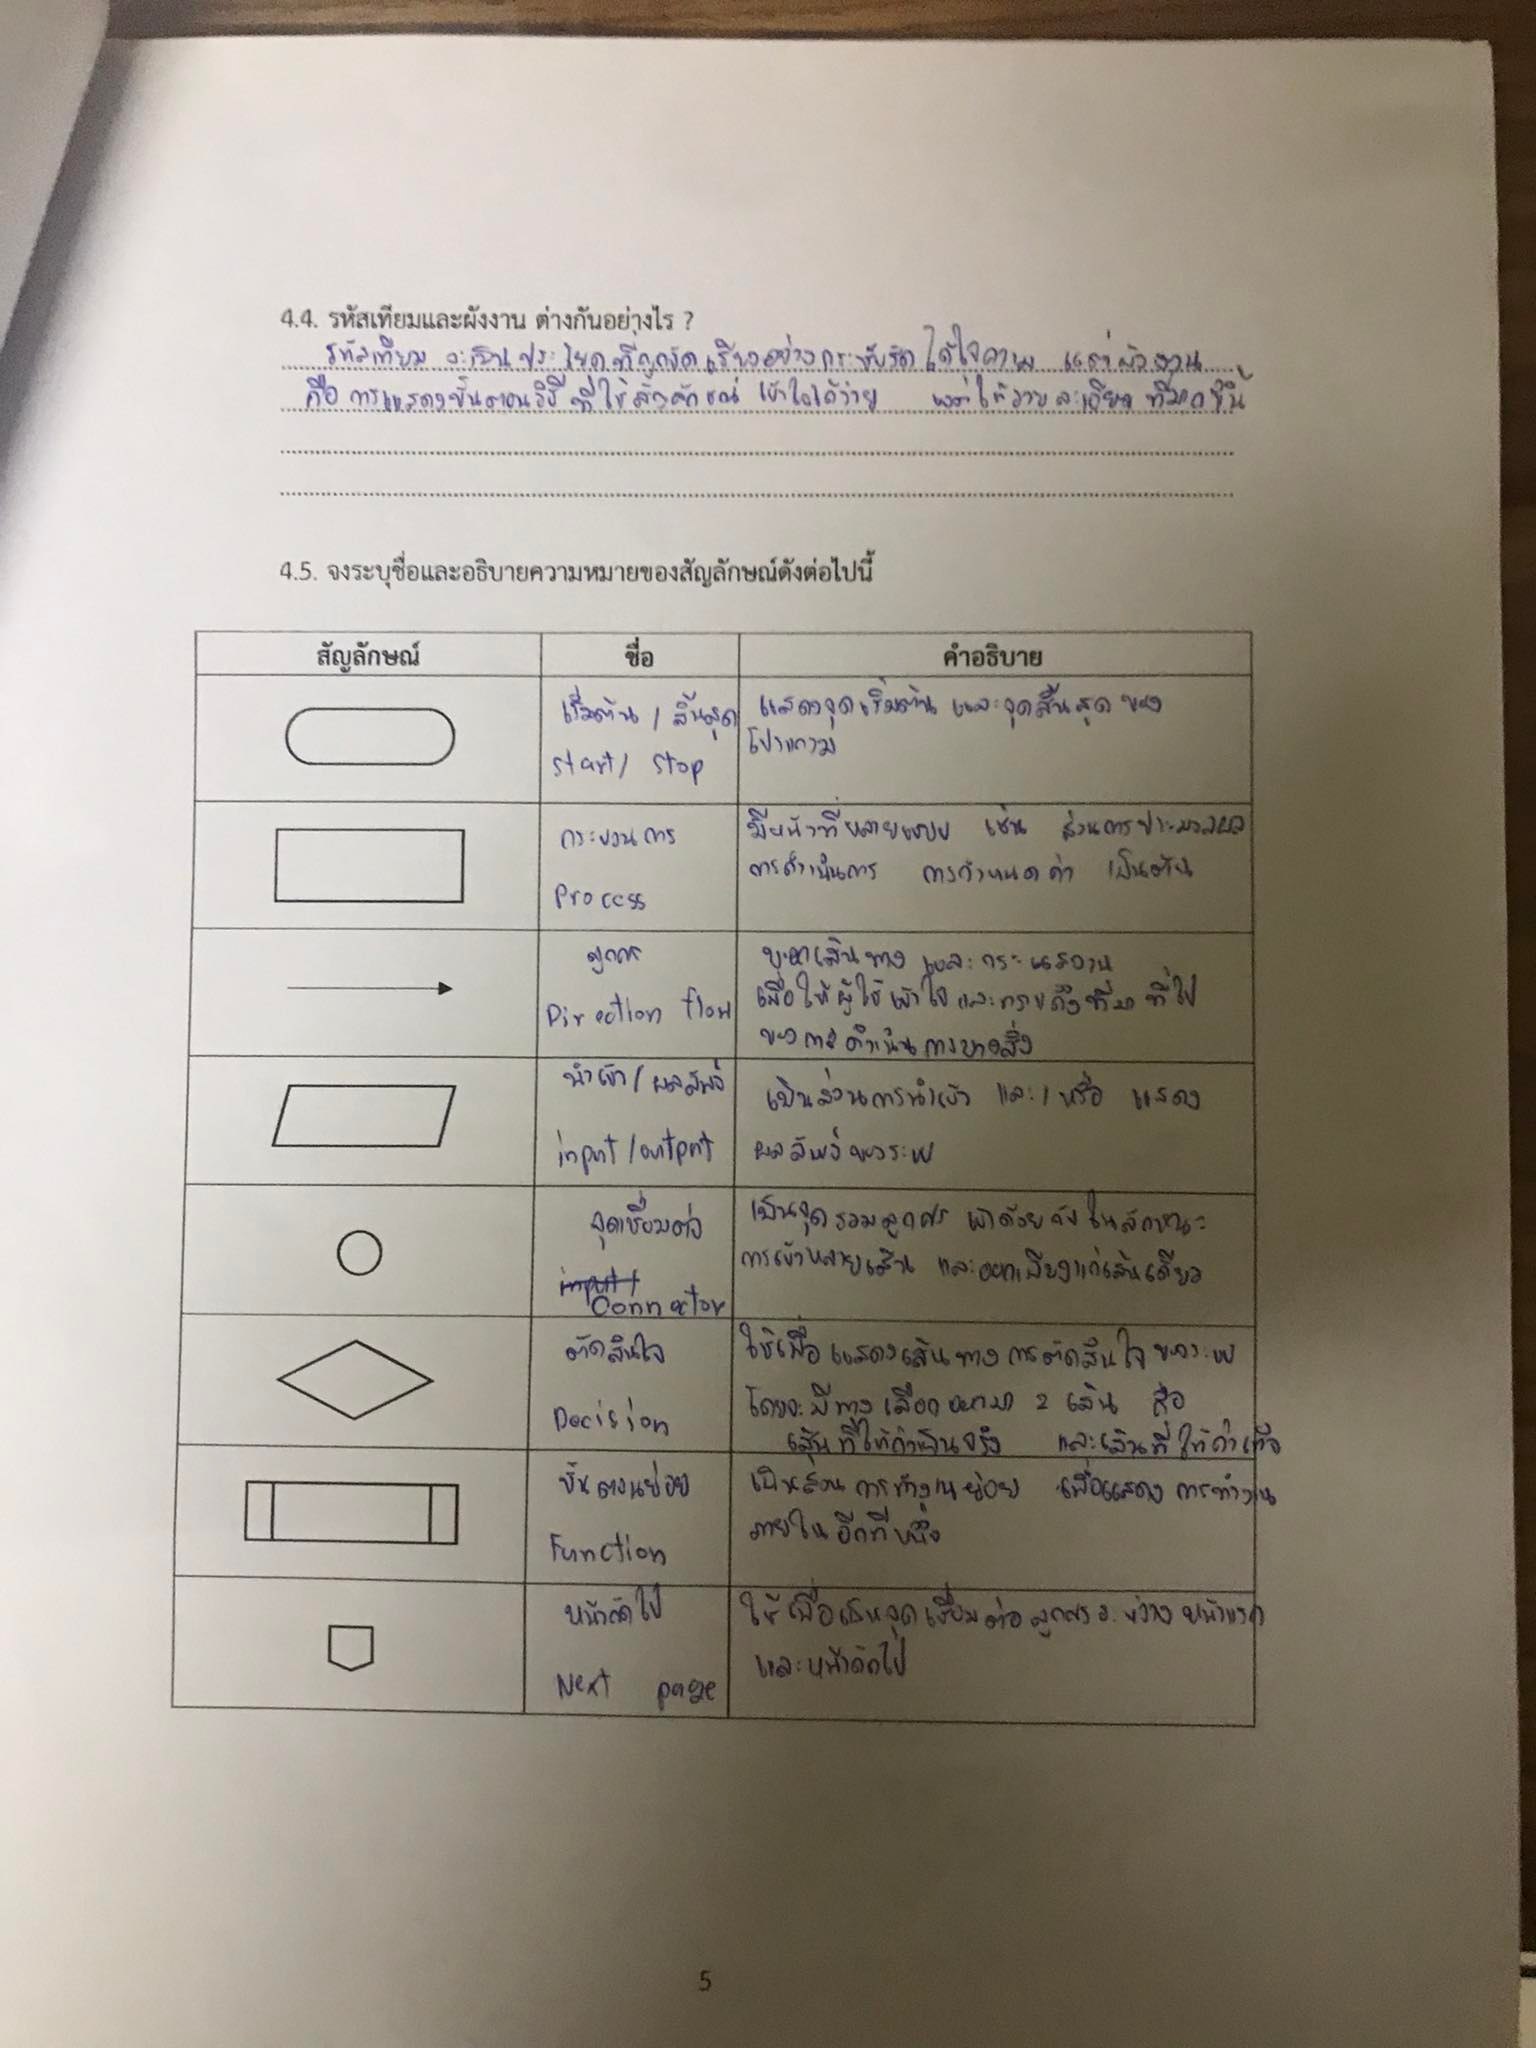 4.4. รหัสเทียมและผังงาน ต่างกันอย่างไร ?
รหัสเทียม จะเป็นประโยคที่ถูกจัดเรียงอย่างกระชับรัด ได้ใจความ แต่ผังงาน
คือ การแสดงขั้นตอนวิธี ที่ใช้สัญลักษณ์ เข้าใจได้ง่าย ให้รายละเอียด ที่มากขึ้น
4.5. จงระบุชื่อและอธิบายความหมายของสัญลักษณ์ดังต่อไปนี้
สัญลักษณ์ ชื่อ คำอธิบาย
เริ่มต้น / สิ้นสุด
start/ stop
แสดงจุดเริ่มต้น และจุดสิ้นสุด ของ
โปรแกรม
กระบวนการ
Process
มีหน้าที่หลายแบบ เช่น ส่วนการประมวลผล
การดำเนินการ การกำหนดค่า เป็นต้น
ลูกศร
Direction flow
บอกเส้นทาง และกระแสงาน
เพื่อให้ผู้ใช้เข้าใจ และทราบถึงที่มา ที่ไป
ของการดำเนินการบางสิ่ง
นำเข้า/ผลลัพธ์
input/output
เป็นส่วนการนำเข้า และ/หรือ แสดง
ผลลัพธ์ของระบบ
จุดเชื่อมต่อ
input/
Connector
เป็นจุดรวมลูกศร เข้าด้วยกัน ในลักษณะ
การเข้าหลายเส้น และออกเพียงแค่เส้นเดียว
ตัดสินใจ
Decision
ใช้เพื่อ แสดงเส้นทาง การตัดสินใจ ของระบบ
โดยจะมีทางเลือกออกมา 2 เส้น คือ
เส้นที่ให้ค่าเป็นจริง และเส้นที่ให้ค่าเท็จ
ขั้นตอนย่อย
Function
เป็นส่วนการทำงานย่อย เพื่อแสดงการทำงาน
ภายในอีกทีหนึ่ง
หน้าถัดไป
Next page
ใช้เพื่อเป็นจุดเชื่อมต่อลูกศรระหว่างหน้าแรก
และหน้าถัดไป
5